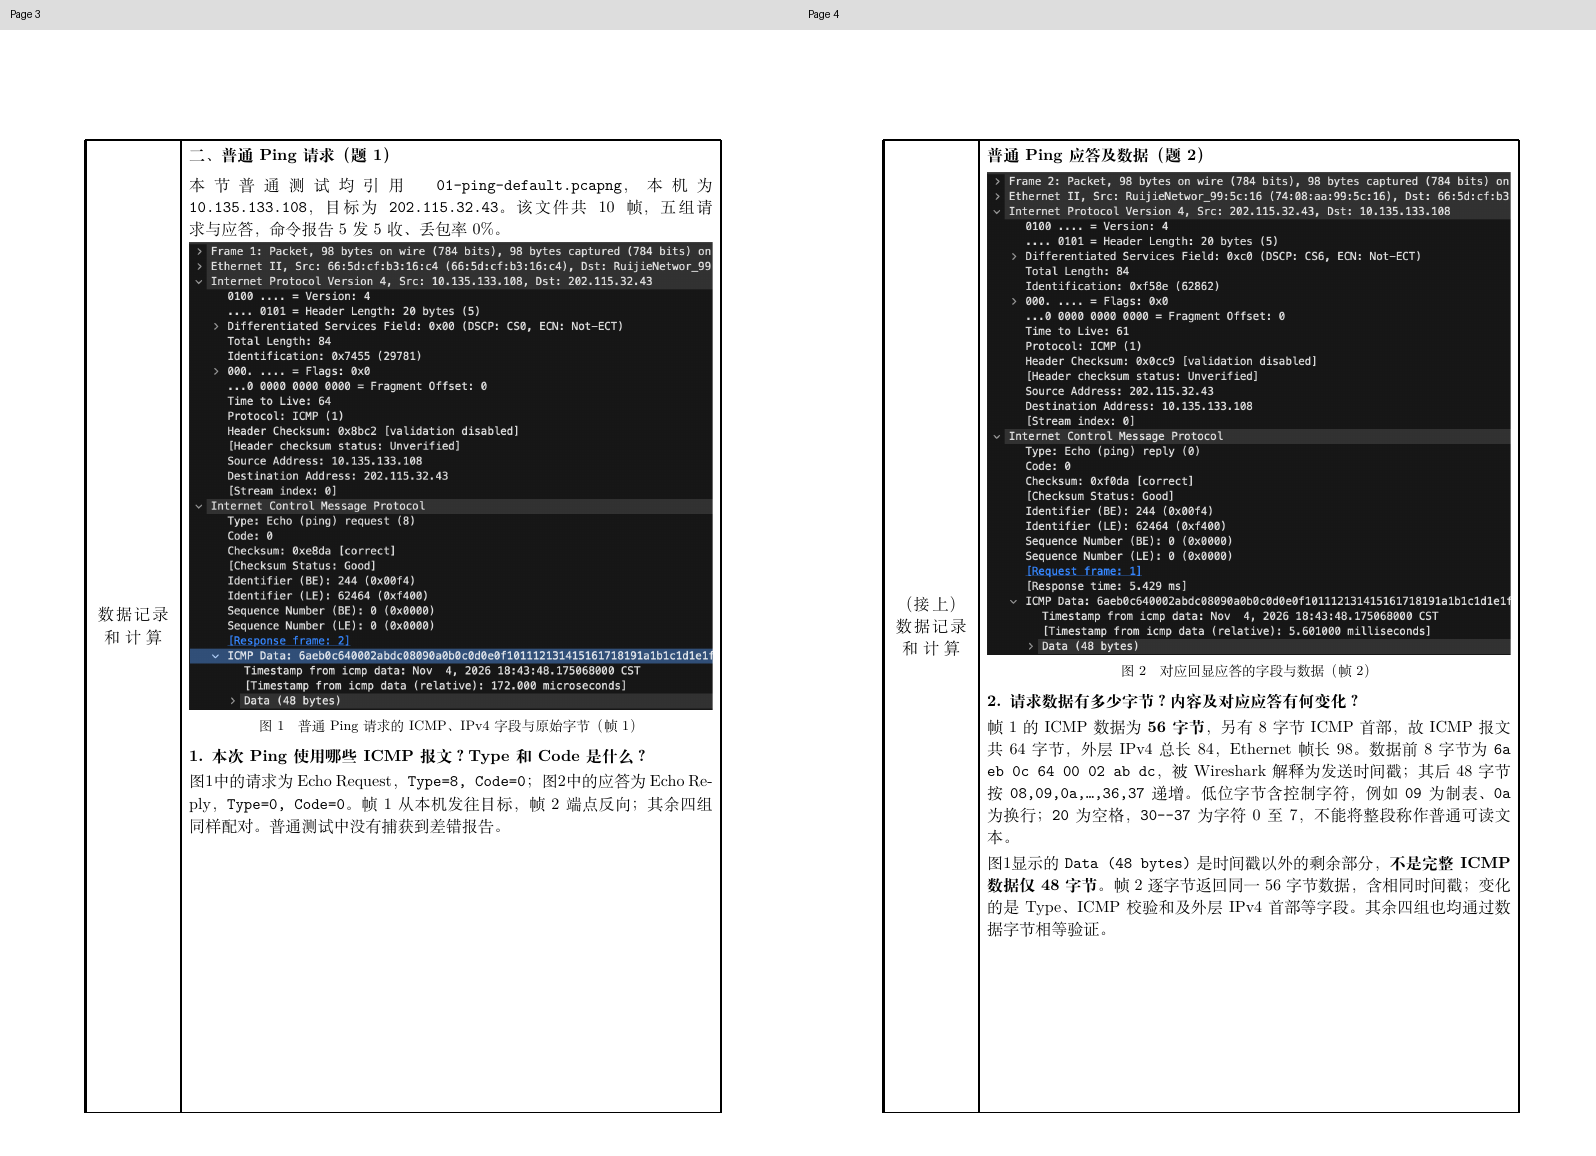 Page 3
数据记录
和 计 算
二、普通 Ping 请求（题 1）
本节普通测试均引用 01-ping-default.pcapng，本机为
10.135.133.108，目标为 202.115.32.43。该文件共 10 帧，五组请
求与应答，命令报告 5 发 5 收、丢包率 0%。
Frame 1: Packet, 98 bytes on wire (784 bits), 98 bytes captured (784 bits) on
Ethernet II, Src: 66:5d:cf:b3:16:c4 (66:5d:cf:b3:16:c4), Dst: RuijieNetwor_99
Internet Protocol Version 4, Src: 10.135.133.108, Dst: 202.115.32.43
0100 .... = Version: 4
.... 0101 = Header Length: 20 bytes (5)
Differentiated Services Field: 0x00 (DSCP: CS0, ECN: Not-ECT)
Total Length: 84
Identification: 0x7455 (29781)
000. .... = Flags: 0x0
...0 0000 0000 0000 = Fragment Offset: 0
Time to Live: 64
Protocol: ICMP (1)
Header Checksum: 0x8bc2 [validation disabled]
[Header checksum status: Unverified]
Source Address: 10.135.133.108
Destination Address: 202.115.32.43
[Stream index: 0]
Internet Control Message Protocol
Type: Echo (ping) request (8)
Code: 0
Checksum: 0xe8da [correct]
[Checksum Status: Good]
Identifier (BE): 244 (0x00f4)
Identifier (LE): 62464 (0xf400)
Sequence Number (BE): 0 (0x0000)
Sequence Number (LE): 0 (0x0000)
[Response frame: 2]
ICMP Data: 6aeb0c640002abdc08090a0b0c0d0e0f101112131415161718191a1b1c1d1e1f
Timestamp from icmp data: Nov  4, 2026 18:43:48.175068000 CST
[Timestamp from icmp data (relative): 172.000 microseconds]
Data (48 bytes)
图 1 普通 Ping 请求的 ICMP、IPv4 字段与原始字节（帧 1）
1. 本次 Ping 使用哪些 ICMP 报文？Type 和 Code 是什么？
图1中的请求为 Echo Request，Type=8, Code=0；图2中的应答为 Echo Re-
ply，Type=0, Code=0。帧 1 从本机发往目标，帧 2 端点反向；其余四组
同样配对。普通测试中没有捕获到差错报告。
Page 4
（接上）
数据记录
和 计 算
普通 Ping 应答及数据（题 2）
Frame 2: Packet, 98 bytes on wire (784 bits), 98 bytes captured (784 bits) on
Ethernet II, Src: RuijieNetwor_99:5c:16 (74:08:aa:99:5c:16), Dst: 66:5d:cf:b3
Internet Protocol Version 4, Src: 202.115.32.43, Dst: 10.135.133.108
0100 .... = Version: 4
.... 0101 = Header Length: 20 bytes (5)
Differentiated Services Field: 0xc0 (DSCP: CS6, ECN: Not-ECT)
Total Length: 84
Identification: 0xf58e (62862)
000. .... = Flags: 0x0
...0 0000 0000 0000 = Fragment Offset: 0
Time to Live: 61
Protocol: ICMP (1)
Header Checksum: 0x0cc9 [validation disabled]
[Header checksum status: Unverified]
Source Address: 202.115.32.43
Destination Address: 10.135.133.108
[Stream index: 0]
Internet Control Message Protocol
Type: Echo (ping) reply (0)
Code: 0
Checksum: 0xf0da [correct]
[Checksum Status: Good]
Identifier (BE): 244 (0x00f4)
Identifier (LE): 62464 (0xf400)
Sequence Number (BE): 0 (0x0000)
Sequence Number (LE): 0 (0x0000)
[Request frame: 1]
[Response time: 5.429 ms]
ICMP Data: 6aeb0c640002abdc08090a0b0c0d0e0f101112131415161718191a1b1c1d1e1f
Timestamp from icmp data: Nov  4, 2026 18:43:48.175068000 CST
[Timestamp from icmp data (relative): 5.601000 milliseconds]
Data (48 bytes)
图 2 对应回显应答的字段与数据（帧 2）
2. 请求数据有多少字节？内容及对应应答有何变化？
帧 1 的 ICMP 数据为 56 字节，另有 8 字节 ICMP 首部，故 ICMP 报文
共 64 字节，外层 IPv4 总长 84，Ethernet 帧长 98。数据前 8 字节为 6a
eb 0c 64 00 02 ab dc，被 Wireshark 解释为发送时间戳；其后 48 字节
按 08,09,0a,…,36,37 递增。低位字节含控制字符，例如 09 为制表、0a
为换行；20 为空格，30--37 为字符 0 至 7，不能将整段称作普通可读文
本。
图1显示的 Data (48 bytes) 是时间戳以外的剩余部分，不是完整 ICMP
数据仅 48 字节。帧 2 逐字节返回同一 56 字节数据，含相同时间戳；变化
的是 Type、ICMP 校验和及外层 IPv4 首部等字段。其余四组也均通过数
据字节相等验证。